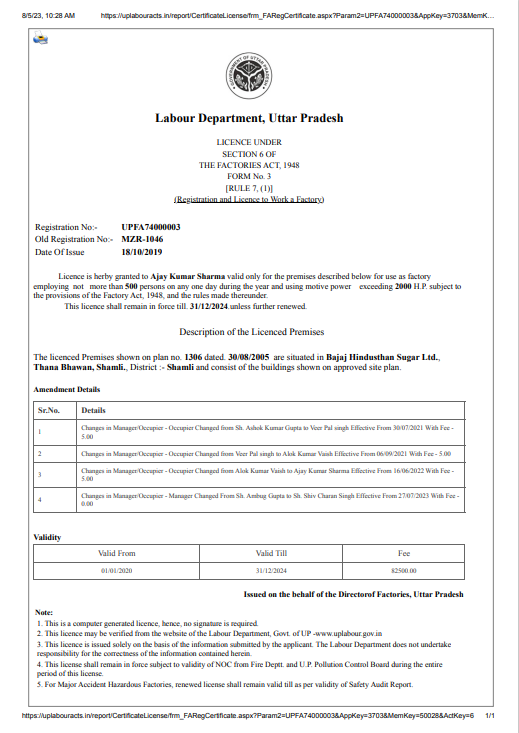 8/5/23, 10:28 AM https://uplabouracts.in/report/CertificateLicense/frm_FARegCertificate.aspx?Param2=UPFA74000003&AppKey=3703&MemK...
GOVERNMENT OF UTTAR PRADESH
Labour Department, Uttar Pradesh
LICENCE UNDER
SECTION 6 OF
THE FACTORIES ACT, 1948
FORM No. 3
[RULE 7, (1)]
(Registration and Licence to Work a Factory)
Registration No:- UPFA74000003
Old Registration No:- MZR-1046
Date Of Issue 18/10/2019
Licence is herby granted to Ajay Kumar Sharma valid only for the premises described below for use as factory
employing not more than 500 persons on any one day during the year and using motive power exceeding 2000 H.P. subject to
the provisions of the Factory Act, 1948, and the rules made thereunder.
This licence shall remain in force till. 31/12/2024 unless further renewed.
Description of the Licenced Premises
The licenced Premises shown on plan no. 1306 dated. 30/08/2005 are situated in Bajaj Hindusthan Sugar Ltd.,
Thana Bhawan, Shamli., District :- Shamli and consist of the buildings shown on approved site plan.
Amendment Details
Sr.No. Details
1 Changes in Manager/Occupier - Occupier Changed from Sh. Ashok Kumar Gupta to Veer Pal singh Effective From 30/07/2021 With Fee -
5.00
2 Changes in Manager/Occupier - Occupier Changed from Veer Pal singh to Alok Kumar Vaish Effective From 06/09/2021 With Fee - 5.00
3 Changes in Manager/Occupier - Occupier Changed from Alok Kumar Vaish to Ajay Kumar Sharma Effective From 16/06/2022 With Fee -
5.00
4 Changes in Manager/Occupier - Manager Changed From Sh. Ambug Gupta to Sh. Shiv Charan Singh Effective From 27/07/2023 With Fee -
0.00
Validity
Valid From Valid Till Fee
01/01/2020 31/12/2024 82500.00
Issued on the behalf of the Directorof Factories, Uttar Pradesh
Note:
1. This is a computer generated licence, hence, no signature is required.
2. This licence may be verified from the website of the Labour Department, Govt. of UP -www.uplabour.gov.in
3. This licence is issued solely on the basis of the information submitted by the applicant. The Labour Department does not undertake
responsibility for the correctness of the information contained herein.
4. This license shall remain in force subject to validity of NOC from Fire Deptt. and U.P. Pollution Control Board during the entire
period of this license.
5. For Major Accident Hazardous Factories, renewed license shall remain valid till as per validity of Safety Audit Report.
https://uplabouracts.in/report/CertificateLicense/frm_FARegCertificate.aspx?Param2=UPFA74000003&AppKey=3703&MemKey=50028&ActKey=6 1/1